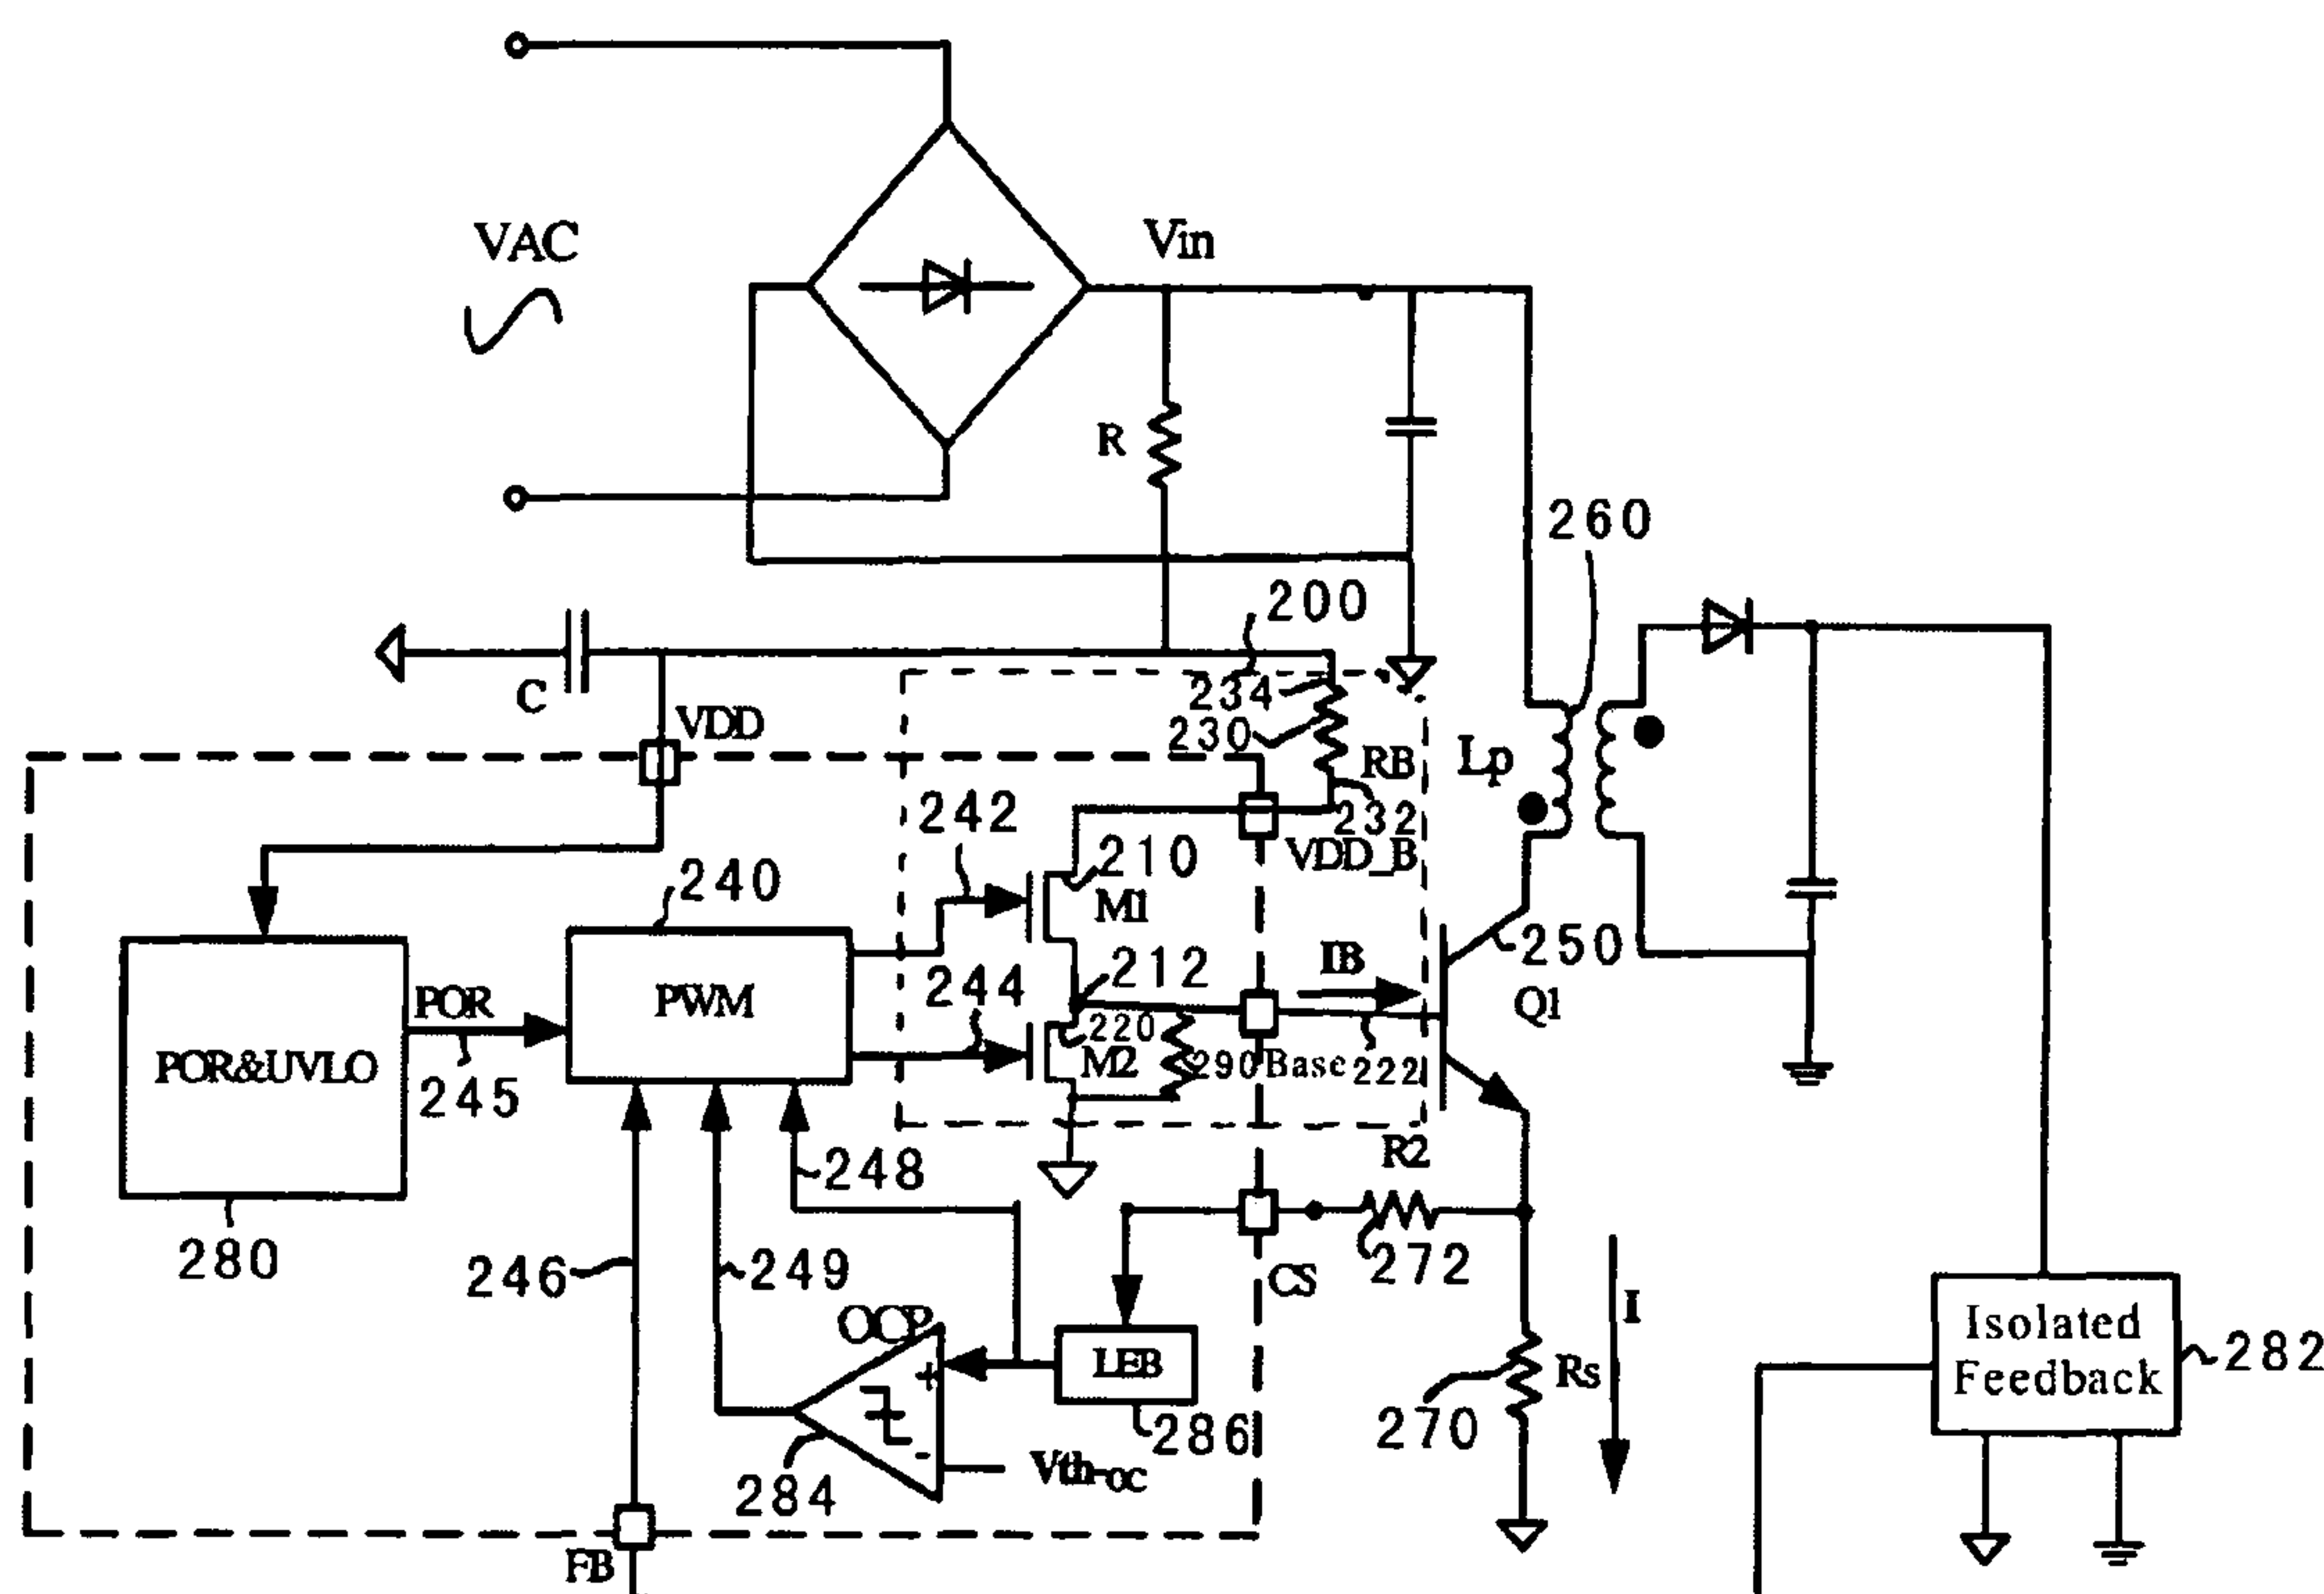 VAC
Vin
R
260
200
C
234
VDD
230
RB
Lp
232
242
VDD_B
210
240
M1
250
212
IB
244
POR
PWM
Q1
220
POR&UVLO
M2
290
Base
222
245
R2
248
280
246
249
CS
272
OCP
I
Isolated
Feedback
282
+
LEB
Rs
270
286
-
Vth-oc
284
FB